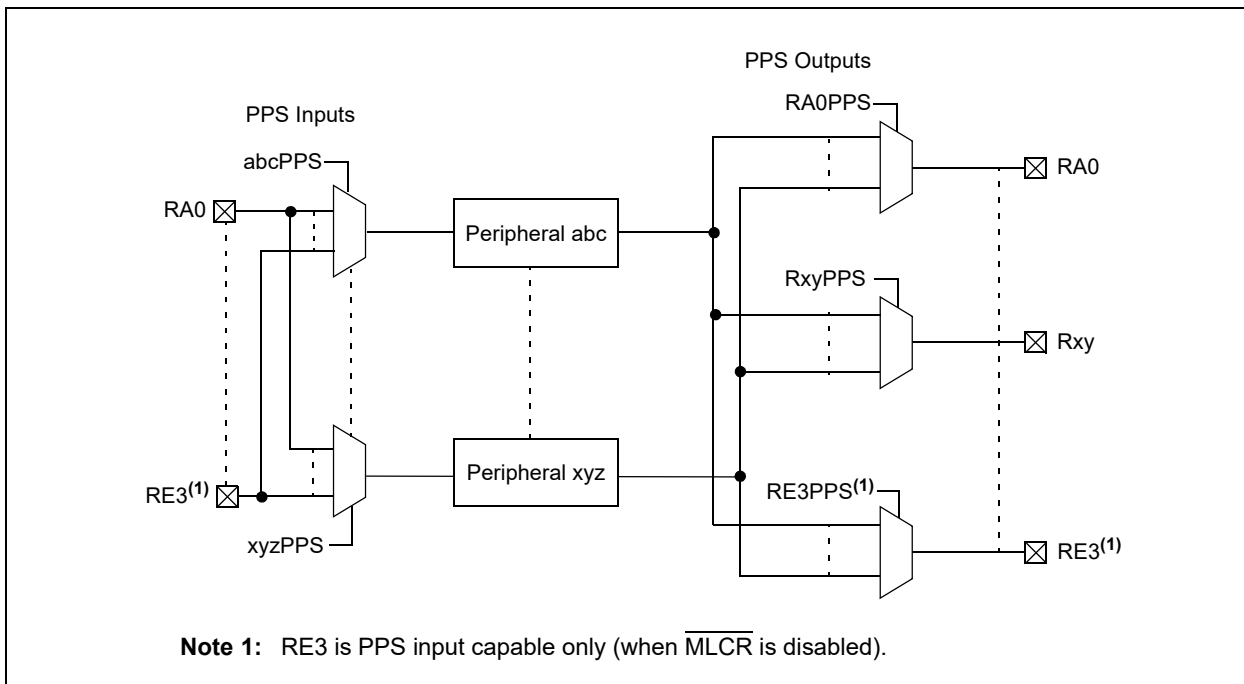 PPS Outputs
RA0PPS
PPS Inputs
abcPPS
RA0
Peripheral abc
RA0
RxyPPS
Rxy
Peripheral xyz
RE3(1)
RE3PPS(1)
xyzPPS
RE3(1)
Note 1: RE3 is PPS input capable only (when MLCR is disabled).